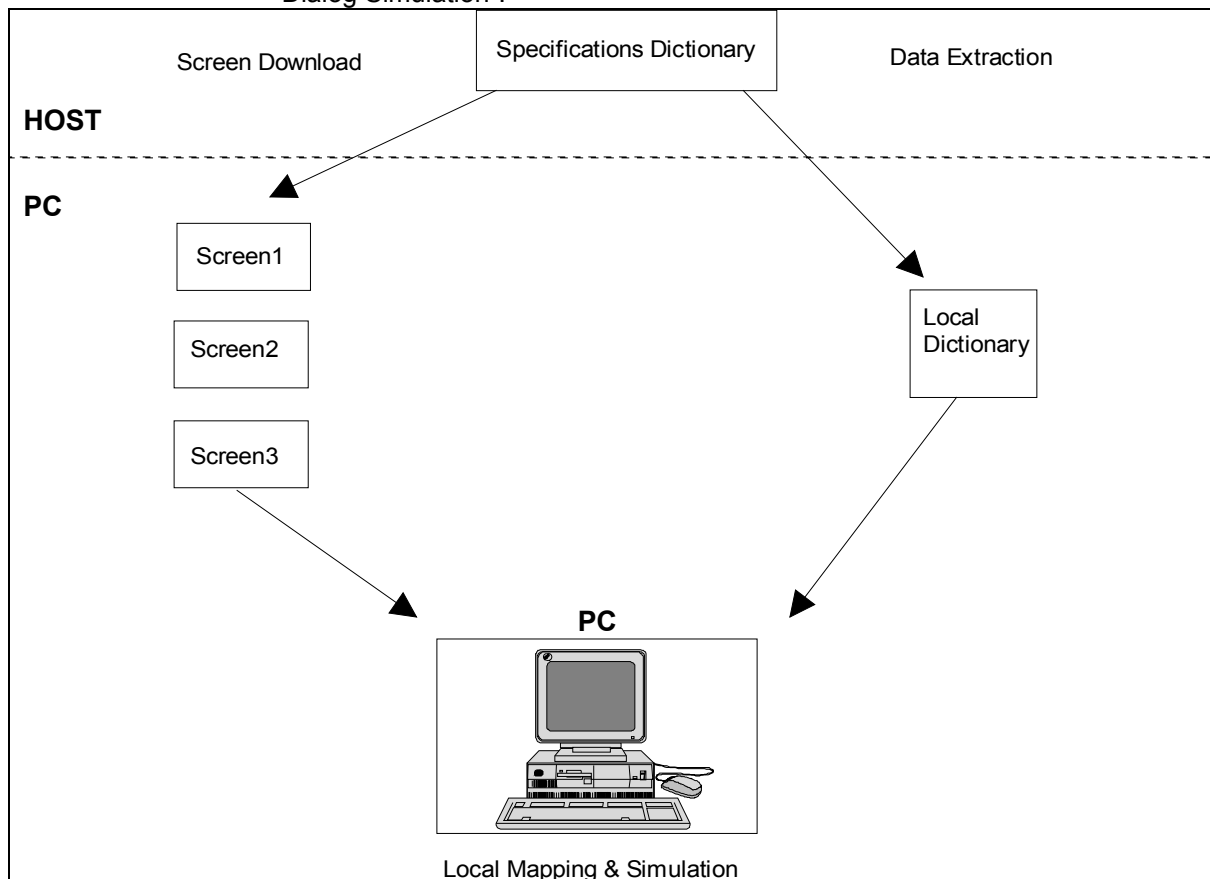 Dialog Simulation :
Screen Download
Specifications Dictionary
Data Extraction
HOST
PC
Screen1
Screen2
Screen3
Local
Dictionary
PC
Local Mapping & Simulation